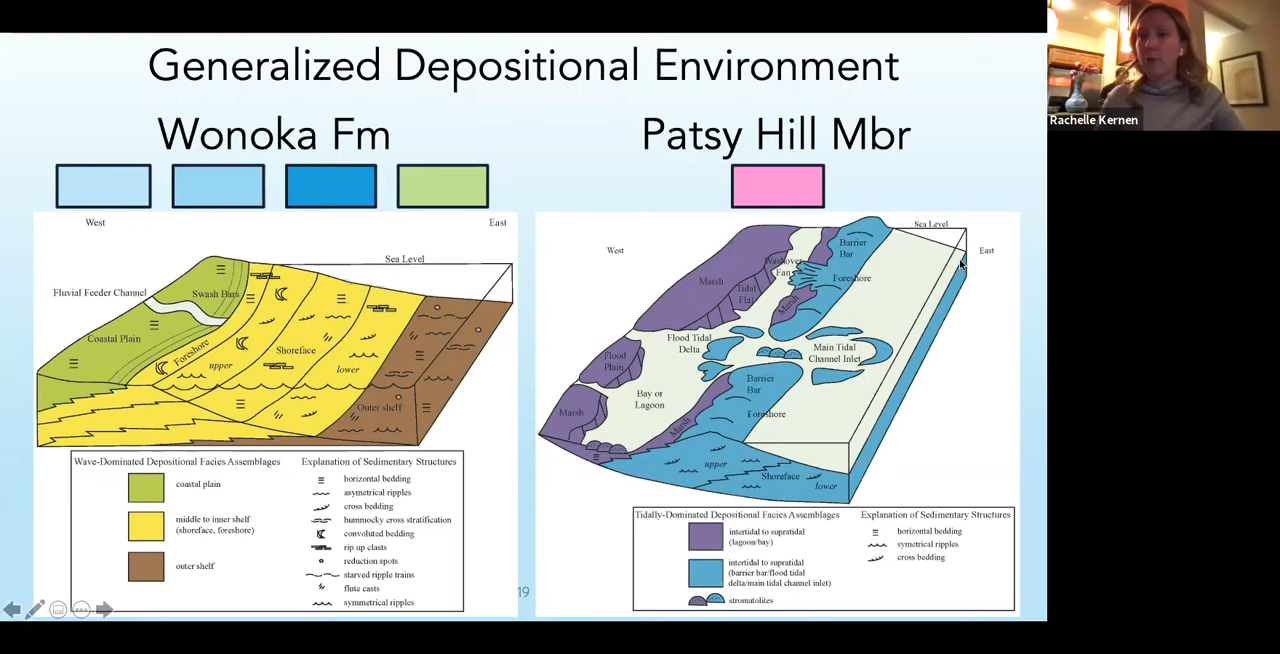 Generalized Depositional Environment
Wonoka Fm
Patsy Hill Mbr
Rachelle Kernen
West
East
Sea Level
Fluvial Feeder Channel
Swash Bars
Coastal Plain
Foreshore
upper
Shoreface
lower
Outer shelf
Wave-Dominated Depositional Facies Assemblages
coastal plain
middle to inner shelf
(shoreface, foreshore)
outer shelf
Explanation of Sedimentary Structures
horizontal bedding
asymetrical ripples
cross bedding
hummocky cross stratification
convoluted bedding
rip up clasts
reduction spots
starved ripple trains
flute casts
symmetrical ripples
19
West
Sea Level
East
Barrier
Bar
Washover
Fan
Foreshore
Marsh
Tidal
Flat
Marsh
Flood Tidal
Delta
Main Tidal
Channel Inlet
Flood
Plain
Bay or
Lagoon
Barrier
Bar
Foreshore
Marsh
Marsh
upper
Shoreface
lower
Tidally-Dominated Depositional Facies Assemblages
intertidal to supratidal
(lagoon/bay)
intertidal to supratidal
(barrier bar/flood tidal
delta/main tidal channel inlet)
stromatolites
Explanation of Sedimentary Structures
horizontal bedding
symetrical ripples
cross bedding